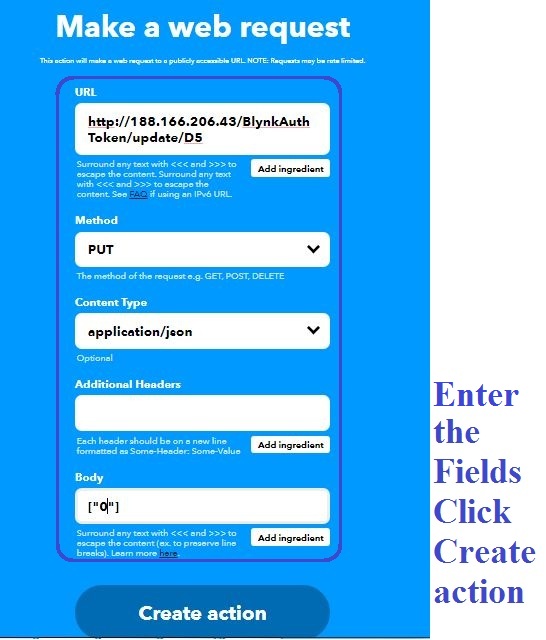 Make a web request
This action will make a web request to a publicly accessible URL. NOTE: Requests may be rate limited.
URL
http://188.166.206.43/BlynkAuth
Token/update/D5
Surround any text with <<< and >>> to
escape the content. Surround any text
with <<< and >>> to escape the
content. See FAQ if using an IPv6 URL.
Add ingredient
Method
PUT
The method of the request e.g. GET, POST, DELETE
Content Type
application/json
Optional
Additional Headers
Each header should be on a new line
formatted as Some-Header: Some-Value
Add ingredient
Body
["0"]
Surround any text with <<< and >>> to
escape the content (ex. to preserve line
breaks). Learn more here.
Add ingredient
Create action
Enter
the
Fields
Click
Create
action